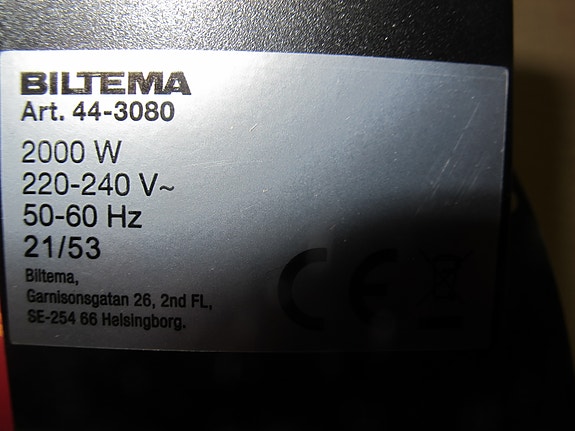 BILTEMA
Art. 44-3080
2000 W
220-240 V~
50-60 Hz
21/53
Biltema,
Garnisonsgatan 26, 2nd FL,
SE-254 66 Halsingborg.
CE